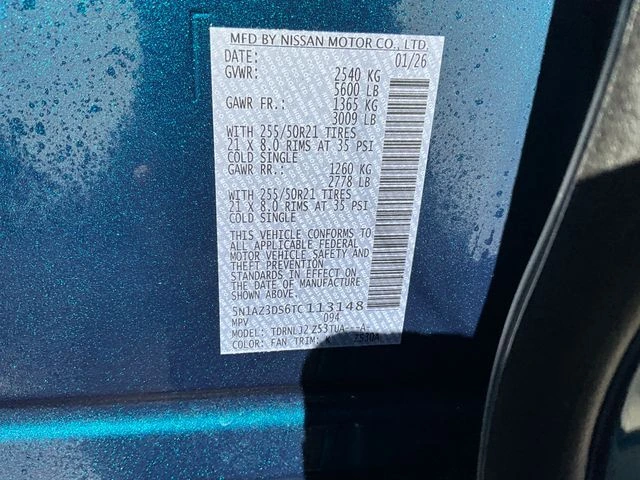 MFD BY NISSAN MOTOR CO., LTD.
DATE: 01/26
GVWR: 2540 KG
5600 LB
GAWR FR.: 1365 KG
3009 LB
WITH 255/50R21 TIRES
21 X 8.0 RIMS AT 35 PSI
COLD SINGLE
GAWR RR.: 1260 KG
2778 LB
WITH 255/50R21 TIRES
21 X 8.0 RIMS AT 35 PSI
COLD SINGLE
THIS VEHICLE CONFORMS TO
ALL APPLICABLE FEDERAL
MOTOR VEHICLE SAFETY AND
THEFT PREVENTION
STANDARDS IN EFFECT ON
THE DATE OF MANUFACTURE
5N1AZ3DS6TC113148
MPV 094
MODEL: TDRNLJ2 Z53TUA---A-
COLOR: FAN TRIM: K Z530A